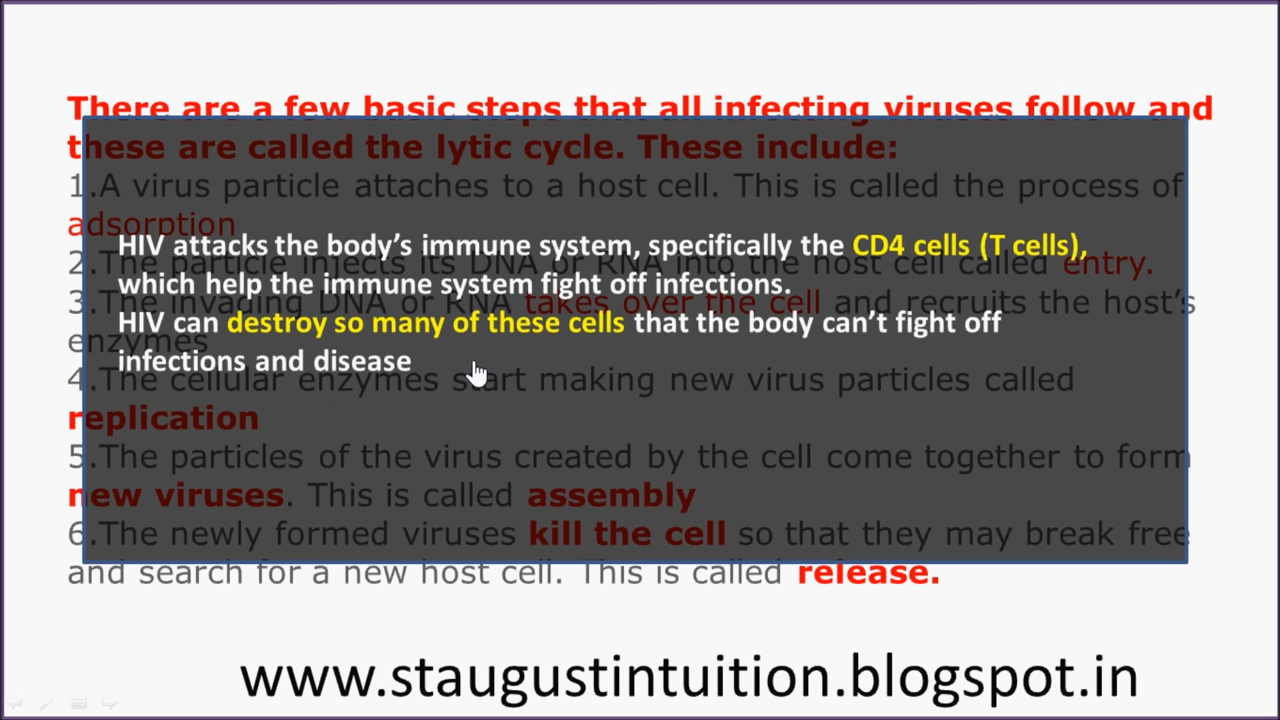 There are a few basic steps that all infecting viruses follow and
these are called the lytic cycle. These include:
1.A virus particle attaches to a host cell. This is called the process of
adsorption
2.The particle injects its DNA or RNA into the host cell called entry.
3.The invading DNA or RNA takes over the cell and recruits the host's
enzymes
4.The cellular enzymes start making new virus particles called
replication
5.The particles of the virus created by the cell come together to form
new viruses. This is called assembly
6.The newly formed viruses kill the cell so that they may break free
and search for a new host cell. This is called release.
HIV attacks the body’s immune system, specifically the CD4 cells (T cells),
which help the immune system fight off infections.
HIV can destroy so many of these cells that the body can’t fight off
infections and disease
www.staugustintuition.blogspot.in